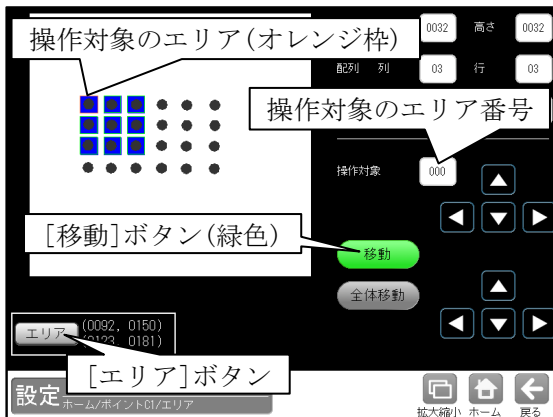 操作対象のエリア(オレンジ枠)
0032 高さ 0032
配列 列 03 行 03
操作対象のエリア番号
操作対象 000
[移動]ボタン(緑色)
移動
全体移動
エリア (0092, 0150)
(0123, 0181)
[エリア]ボタン
設定 ホーム/ポイント01/エリア
拡大縮小 ホーム 戻る